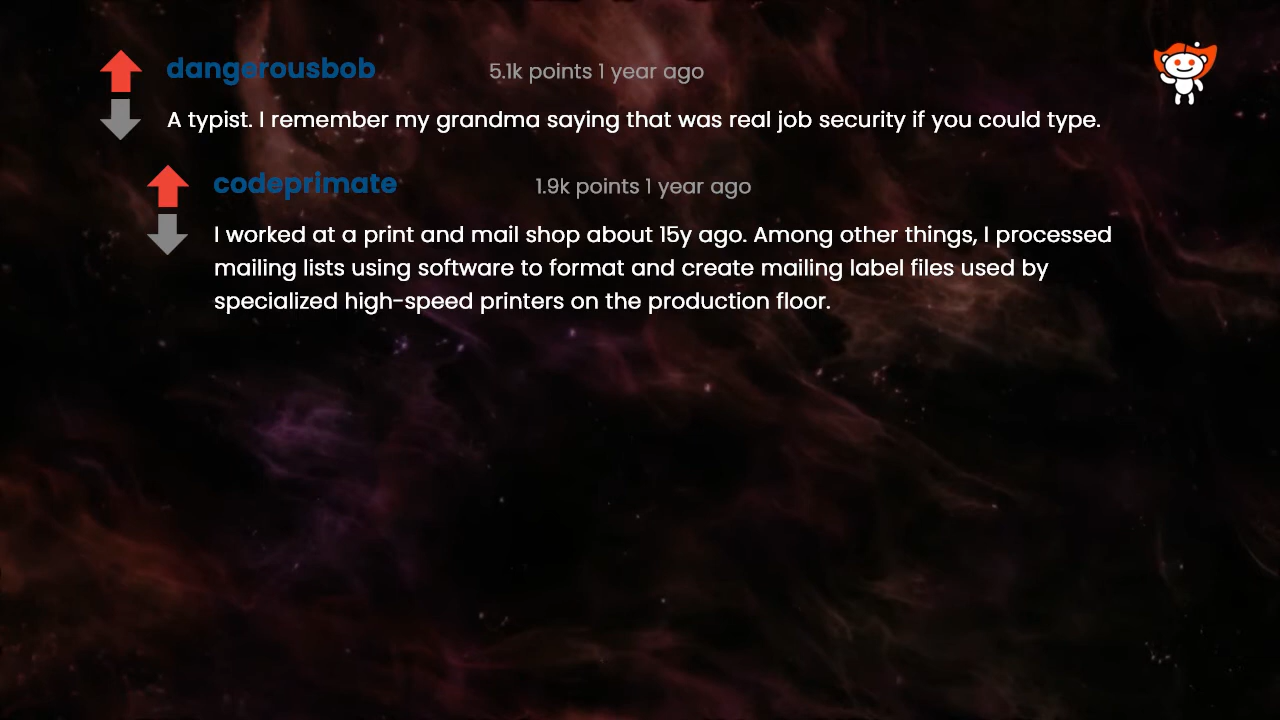 dangerousbob 5.1k points 1 year ago
A typist. I remember my grandma saying that was real job security if you could type.
codeprimate 1.9k points 1 year ago
I worked at a print and mail shop about 15y ago. Among other things, I processed
mailing lists using software to format and create mailing label files used by
specialized high-speed printers on the production floor.